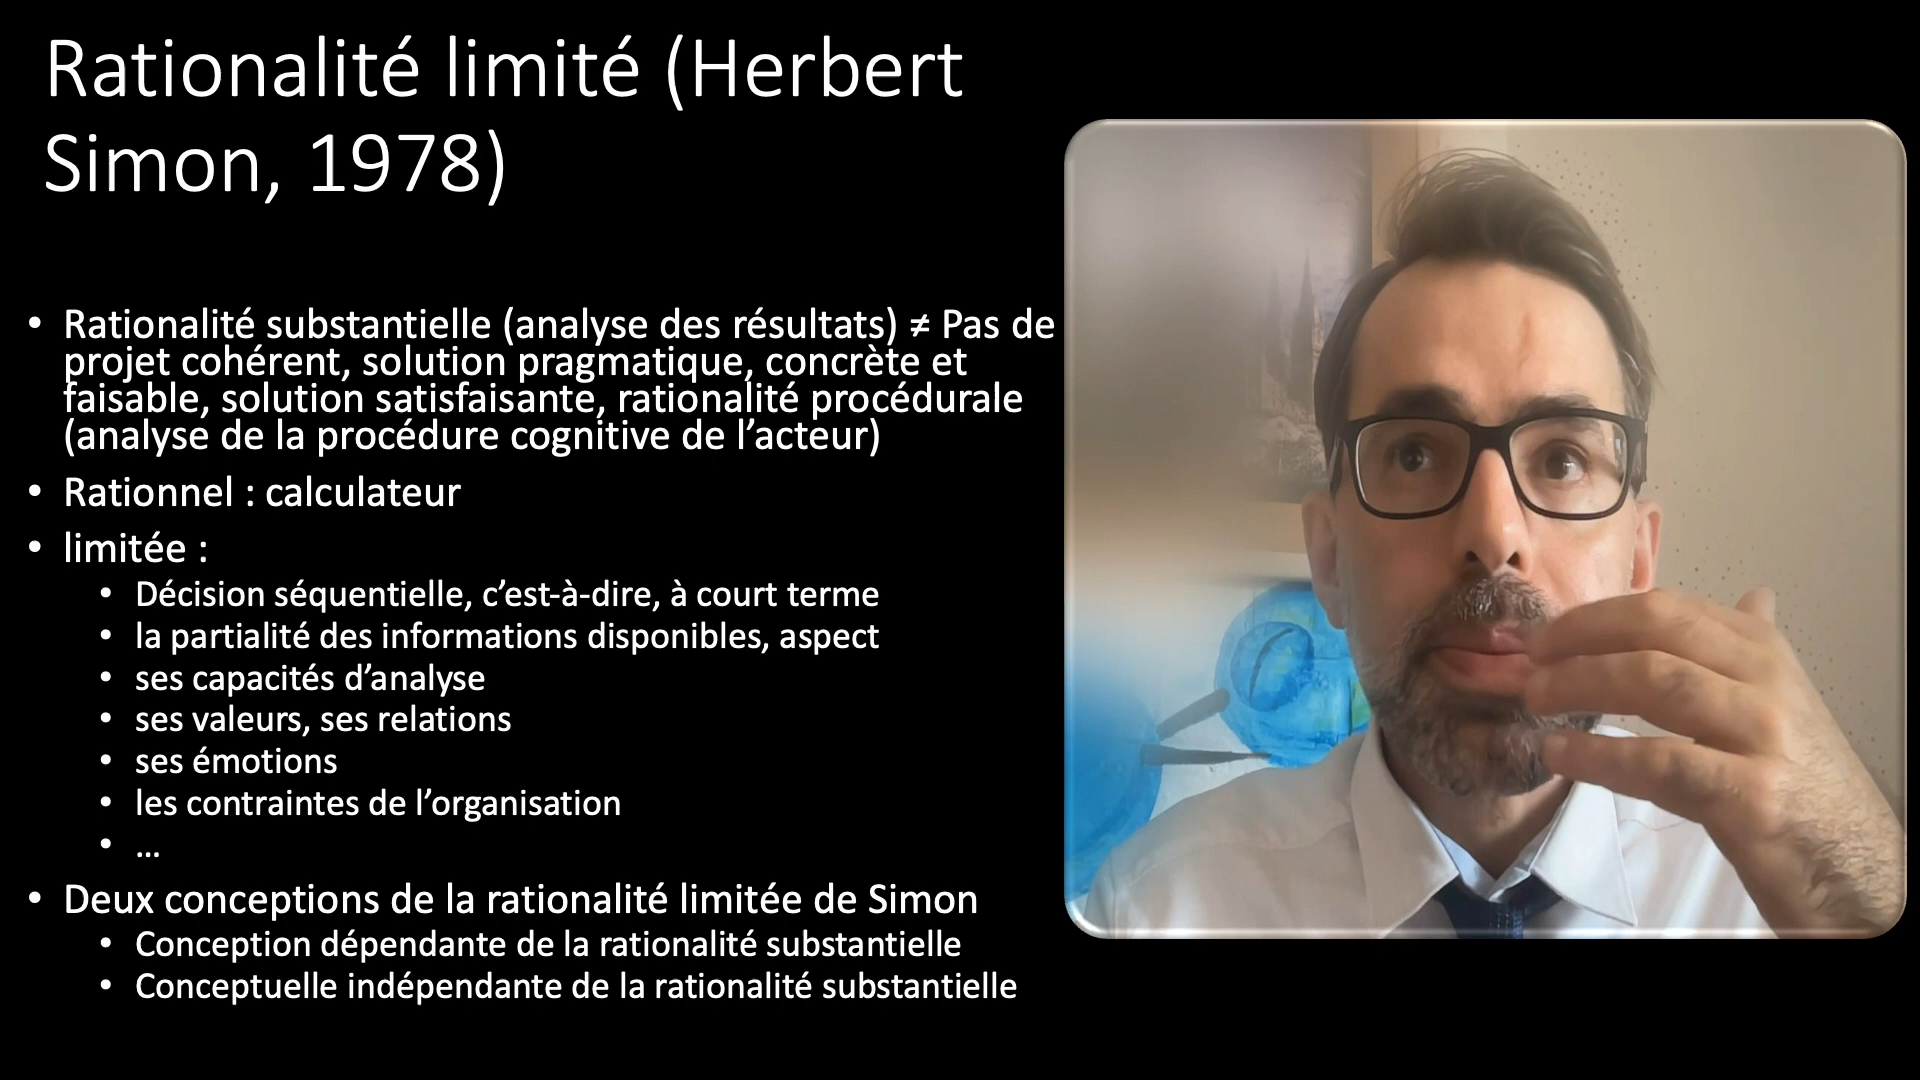 Rationalité limité (Herbert
Simon, 1978)
• Rationalité substantielle (analyse des résultats) ≠ Pas de
projet cohérent, solution pragmatique, concrète et
faisable, solution satisfaisante, rationalité procédurale
(analyse de la procédure cognitive de l’acteur)
• Rationnel : calculateur
• limitée :
• Décision séquentielle, c’est-à-dire, à court terme
• la partialité des informations disponibles, aspect
• ses capacités d’analyse
• ses valeurs, ses relations
• ses émotions
• les contraintes de l’organisation
• …
• Deux conceptions de la rationalité limitée de Simon
• Conception dépendante de la rationalité substantielle
• Conceptuelle indépendante de la rationalité substantielle